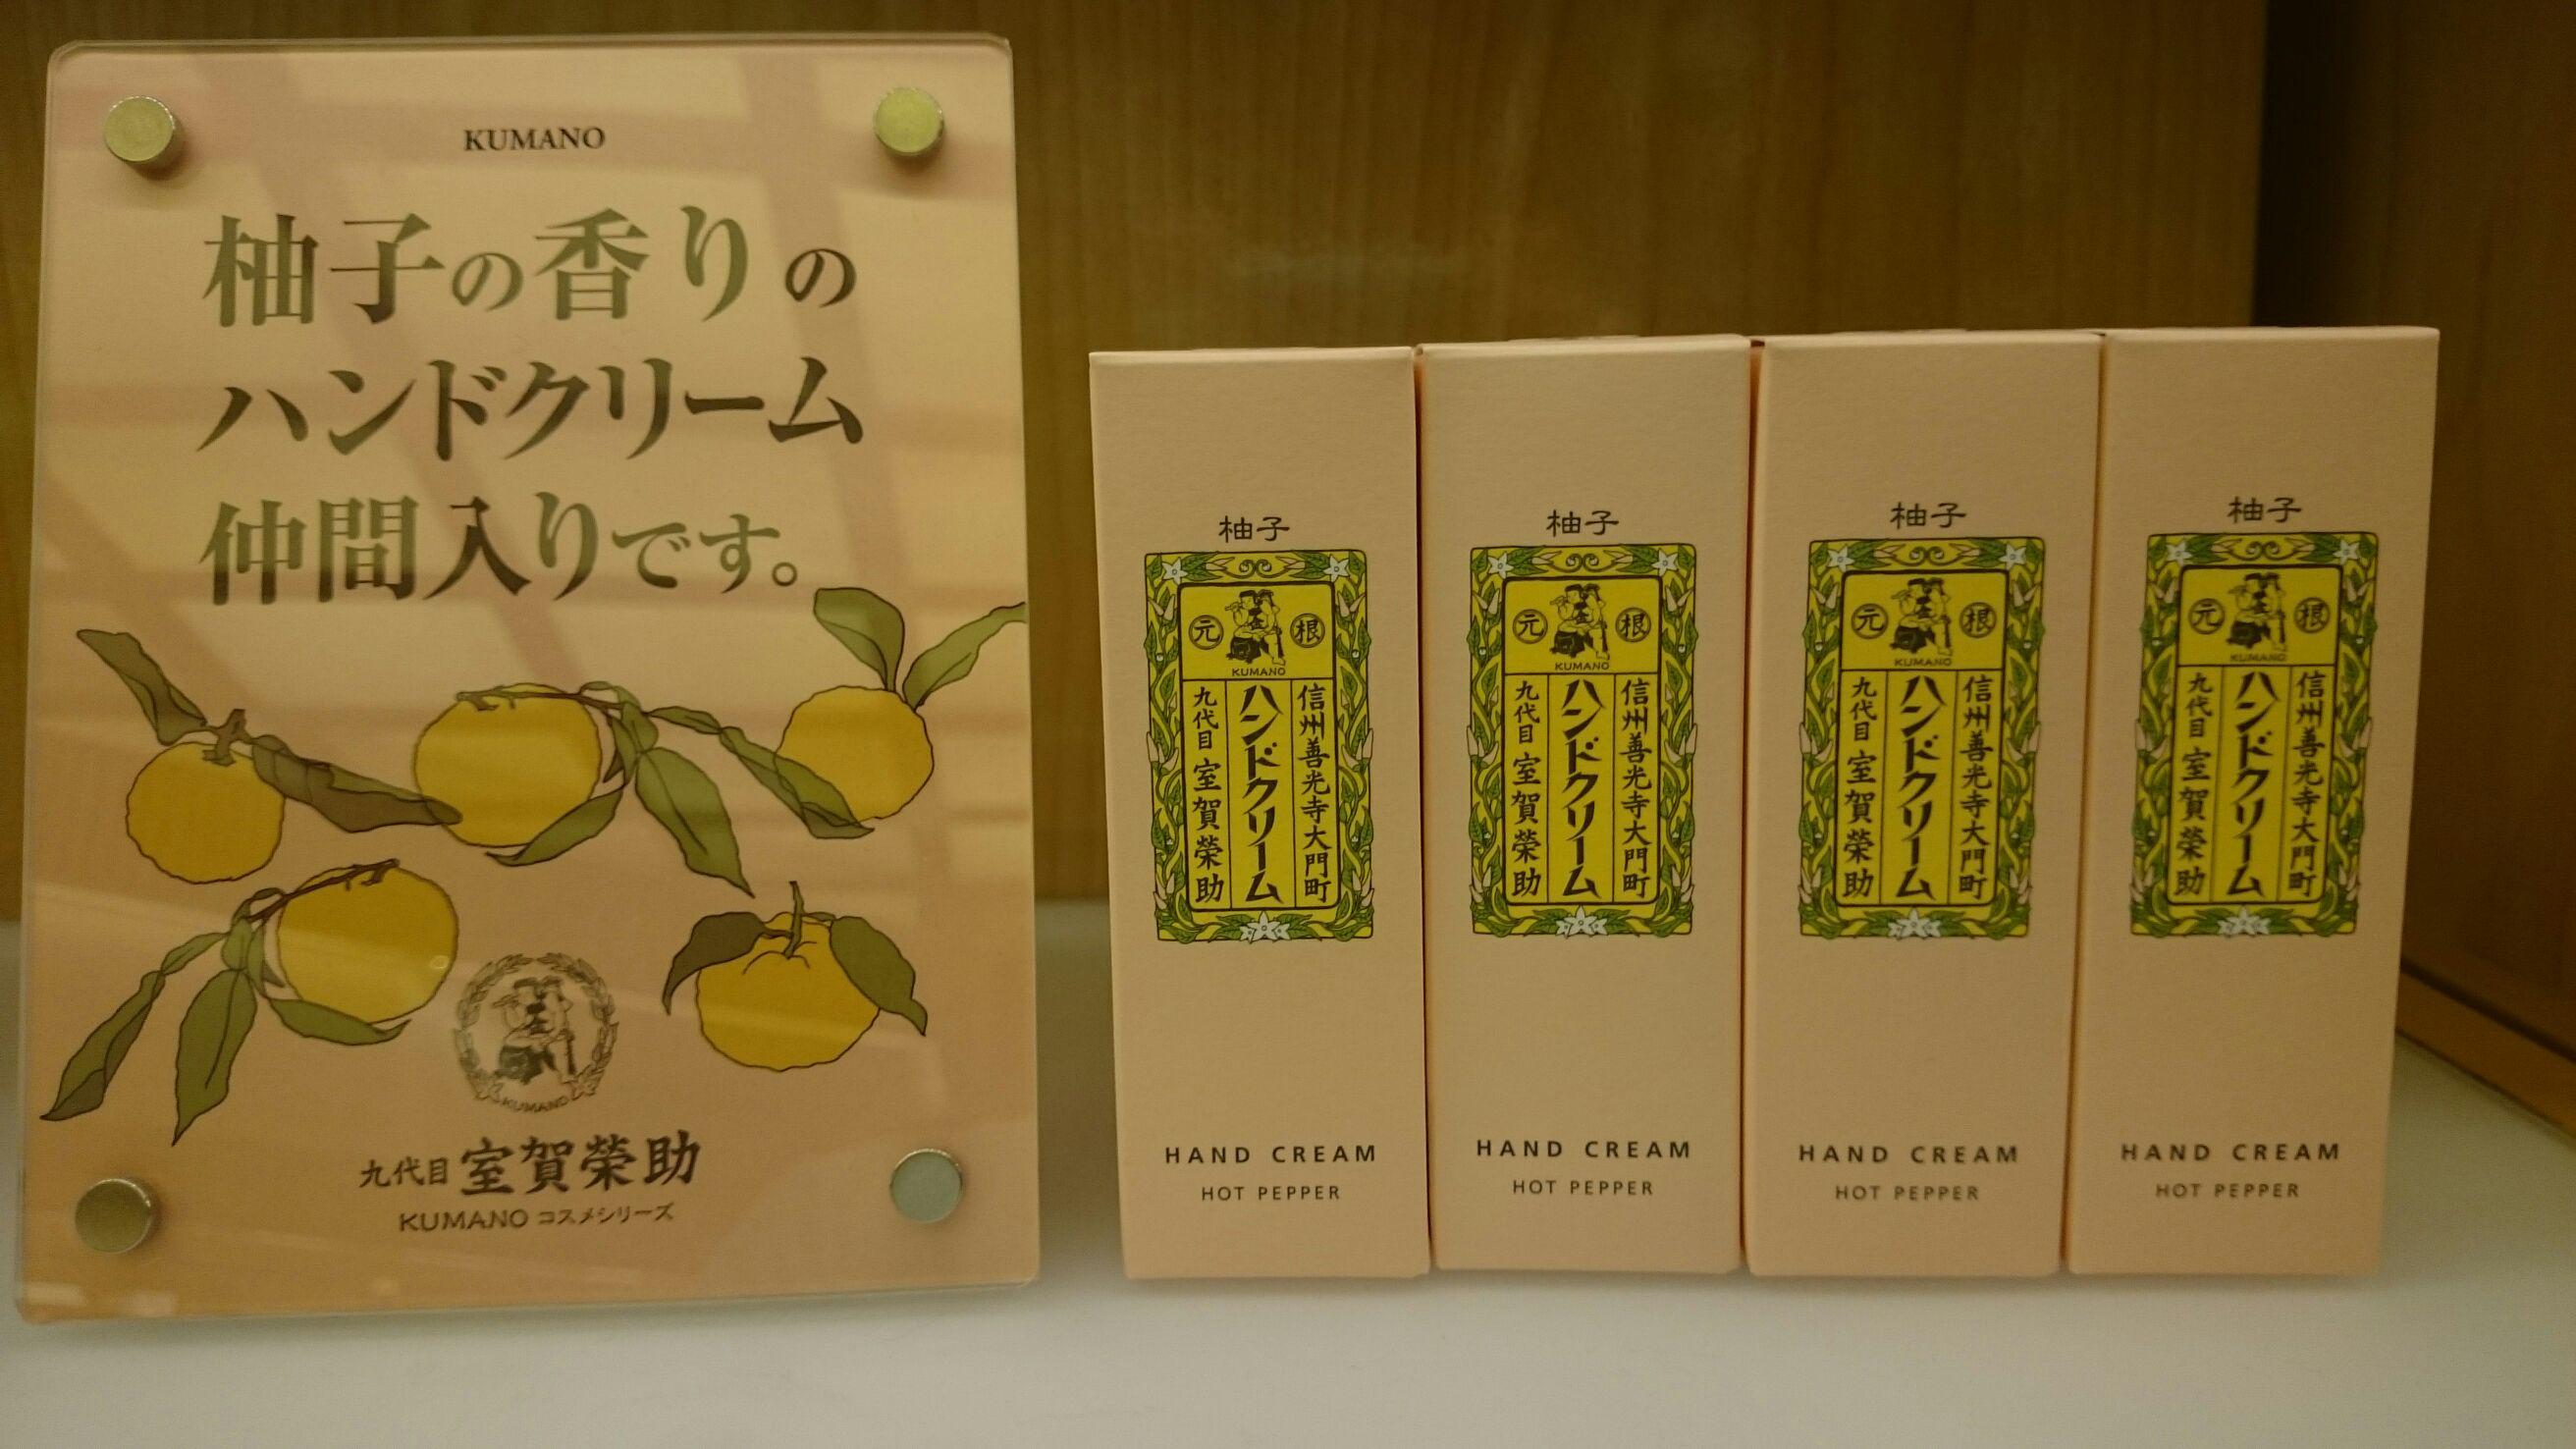 KUMANO
柚子の香りの
ハンドクリーム
仲間入りです。
KUMANO
九代目 室賀榮助
KUMANO コスメシリーズ
柚子
元 根
KUMANO
信州善光寺大門町
ハンドクリーム
九代目 室賀榮助
HAND CREAM
HOT PEPPER
柚子
元 根
KUMANO
信州善光寺大門町
ハンドクリーム
九代目 室賀榮助
HAND CREAM
HOT PEPPER
柚子
元 根
KUMANO
信州善光寺大門町
ハンドクリーム
九代目 室賀榮助
HAND CREAM
HOT PEPPER
柚子
元 根
KUMANO
信州善光寺大門町
ハンドクリーム
九代目 室賀榮助
HAND CREAM
HOT PEPPER